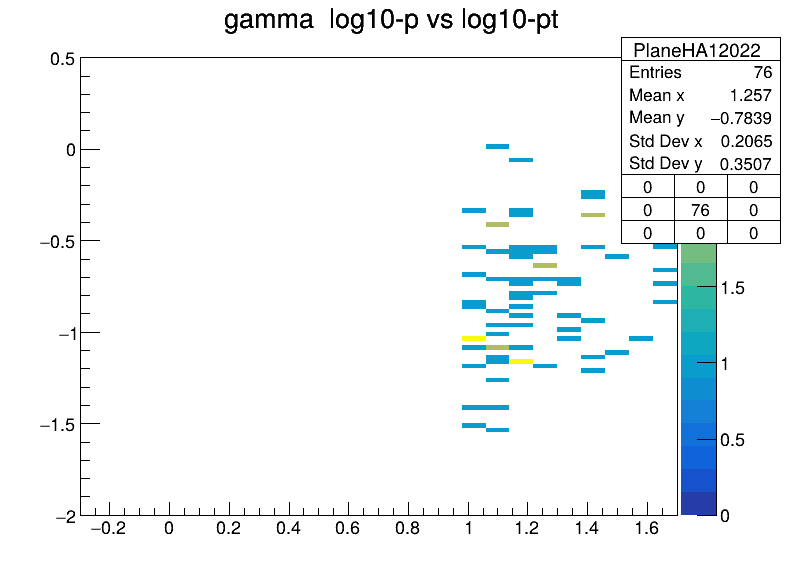 gamma  log10-p vs log10-pt
PlaneHA12022
Entries 76
Mean x 1.257
Mean y −0.7839
Std Dev x 0.2065
Std Dev y 0.3507
0 0 0
0 76 0
0 0 0
0.5
0
−0.5
−1
−1.5
−2
−0.2 0 0.2 0.4 0.6 0.8 1 1.2 1.4 1.6
1.5
1
0.5
0